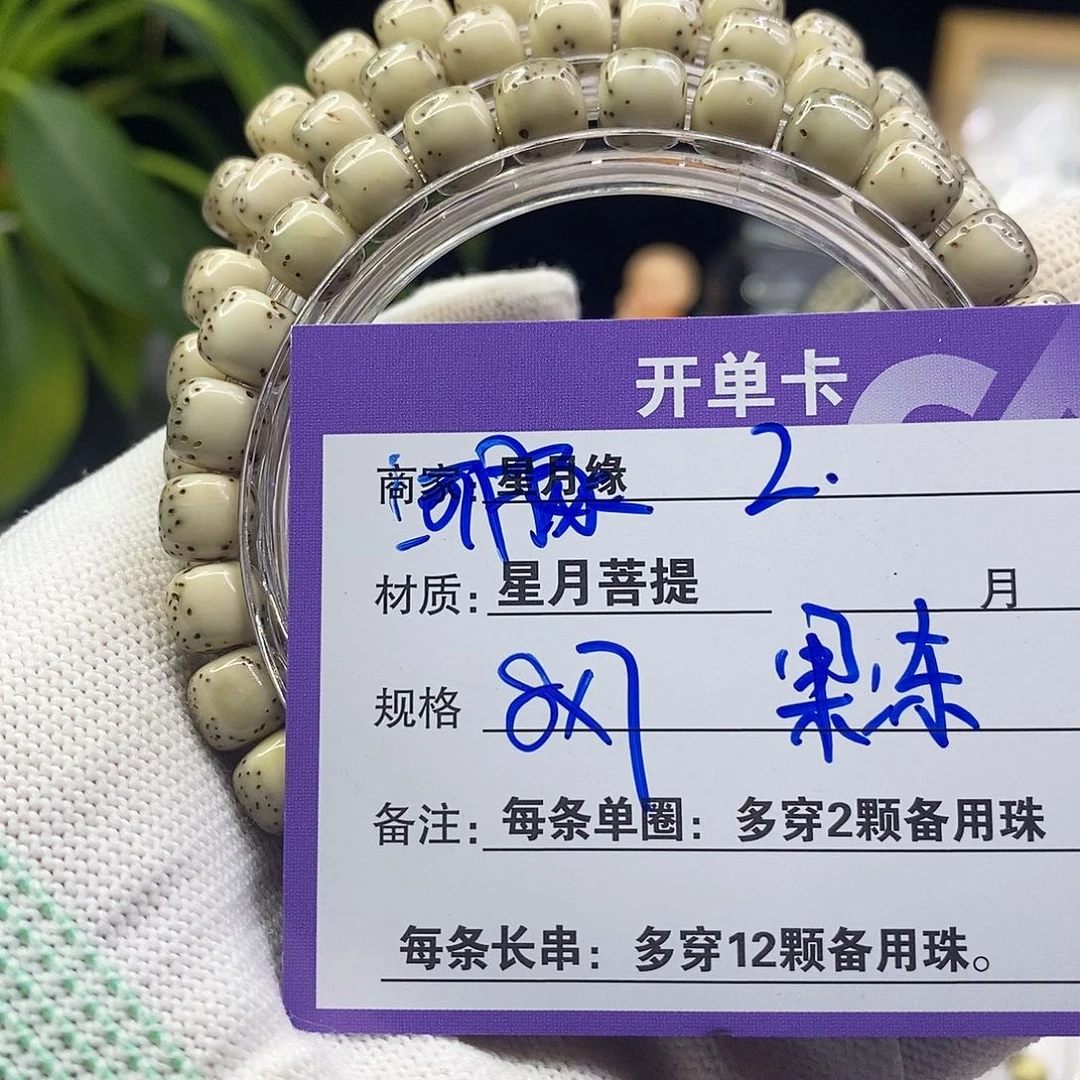 开单卡
商家：星月缘 2.
材质：星月菩提 月
规格 8X7 果冻
备注：每条单圈：多穿2颗备用珠
每条长串：多穿12颗备用珠。